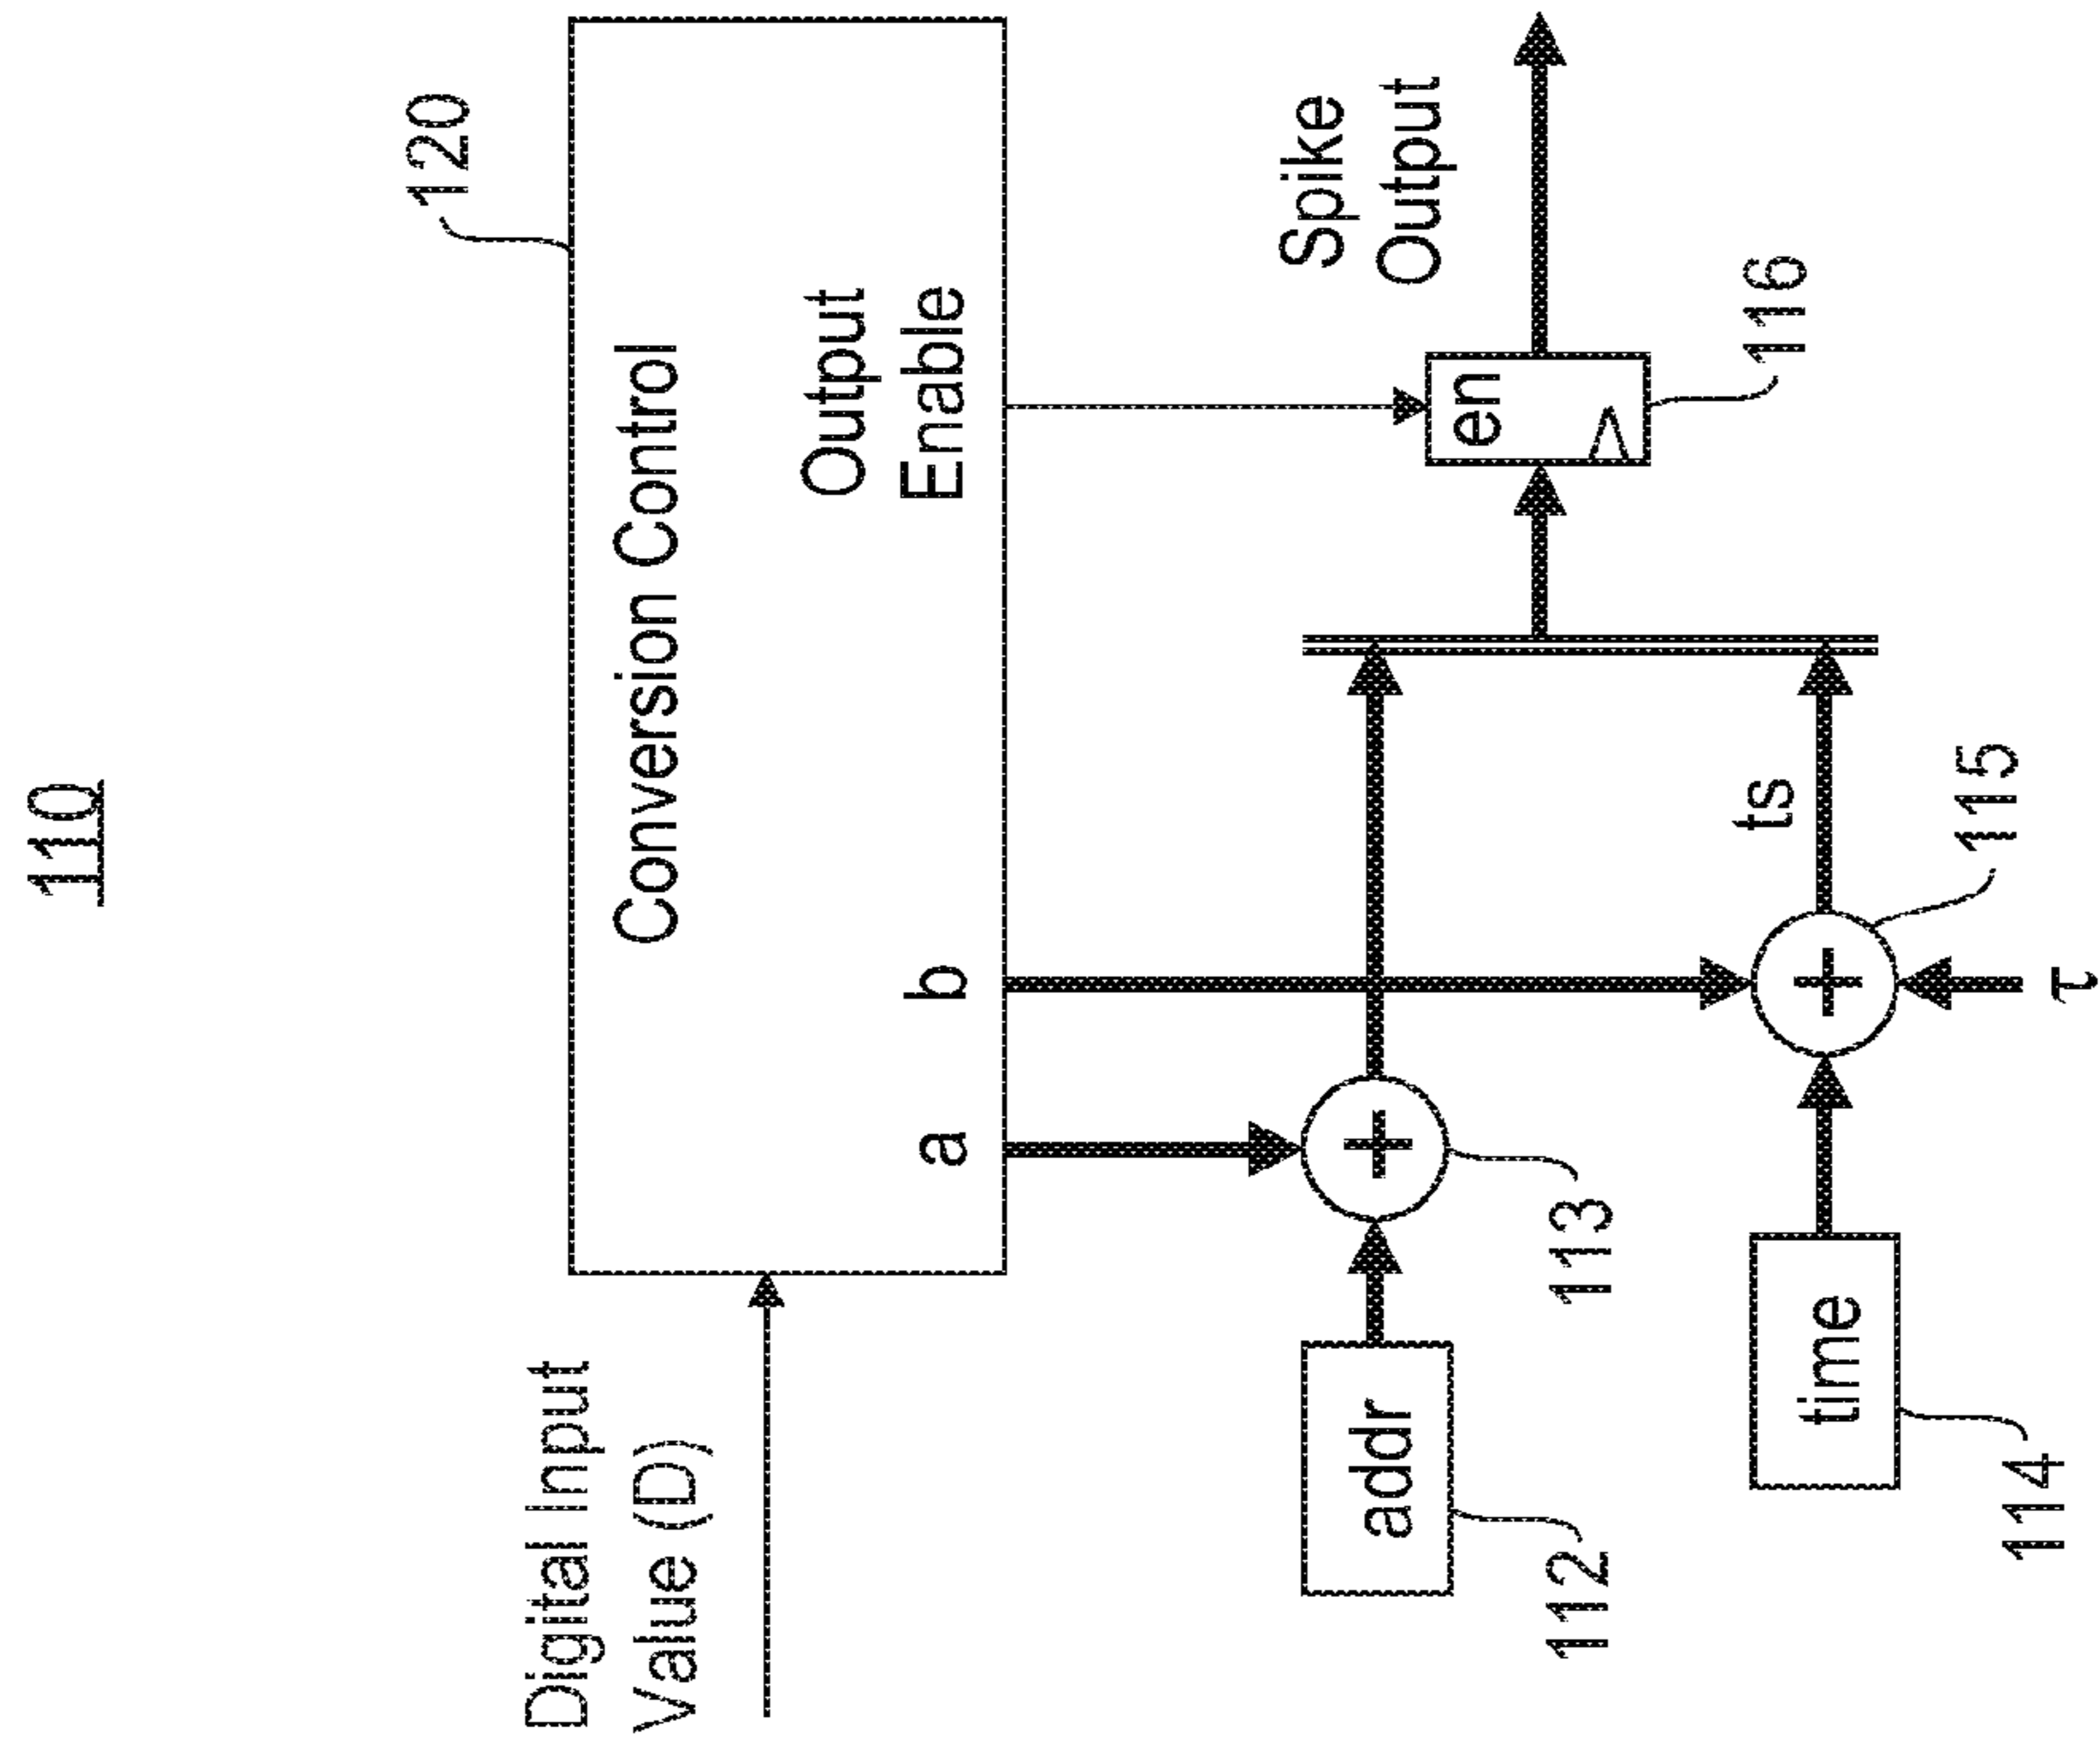 110
120
Digital Input
Value (D)
Conversion Control
Output
Enable
a
b
Spike
Output
en
116
addr
112
113
ts
time
114
115
τ